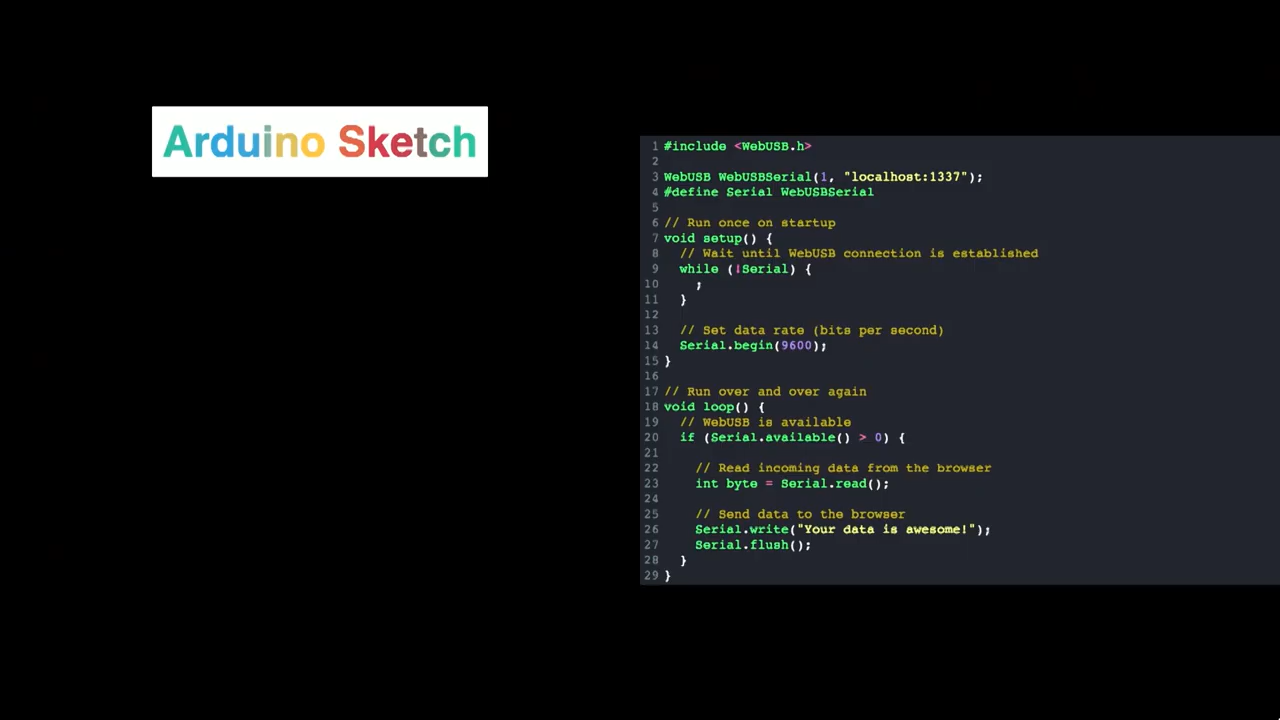 Arduino Sketch
1 #include <WebUSB.h>
2
3 WebUSB WebUSBSerial(1, "localhost:1337");
4 #define Serial WebUSBSerial
5
6 // Run once on startup
7 void setup() {
8   // Wait until WebUSB connection is established
9   while (!Serial) {
10     ;
11   }
12
13   // Set data rate (bits per second)
14   Serial.begin(9600);
15 }
16
17 // Run over and over again
18 void loop() {
19   // WebUSB is available
20   if (Serial.available() > 0) {
21
22     // Read incoming data from the browser
23     int byte = Serial.read();
24
25     // Send data to the browser
26     Serial.write("Your data is awesome!");
27     Serial.flush();
28   }
29 }